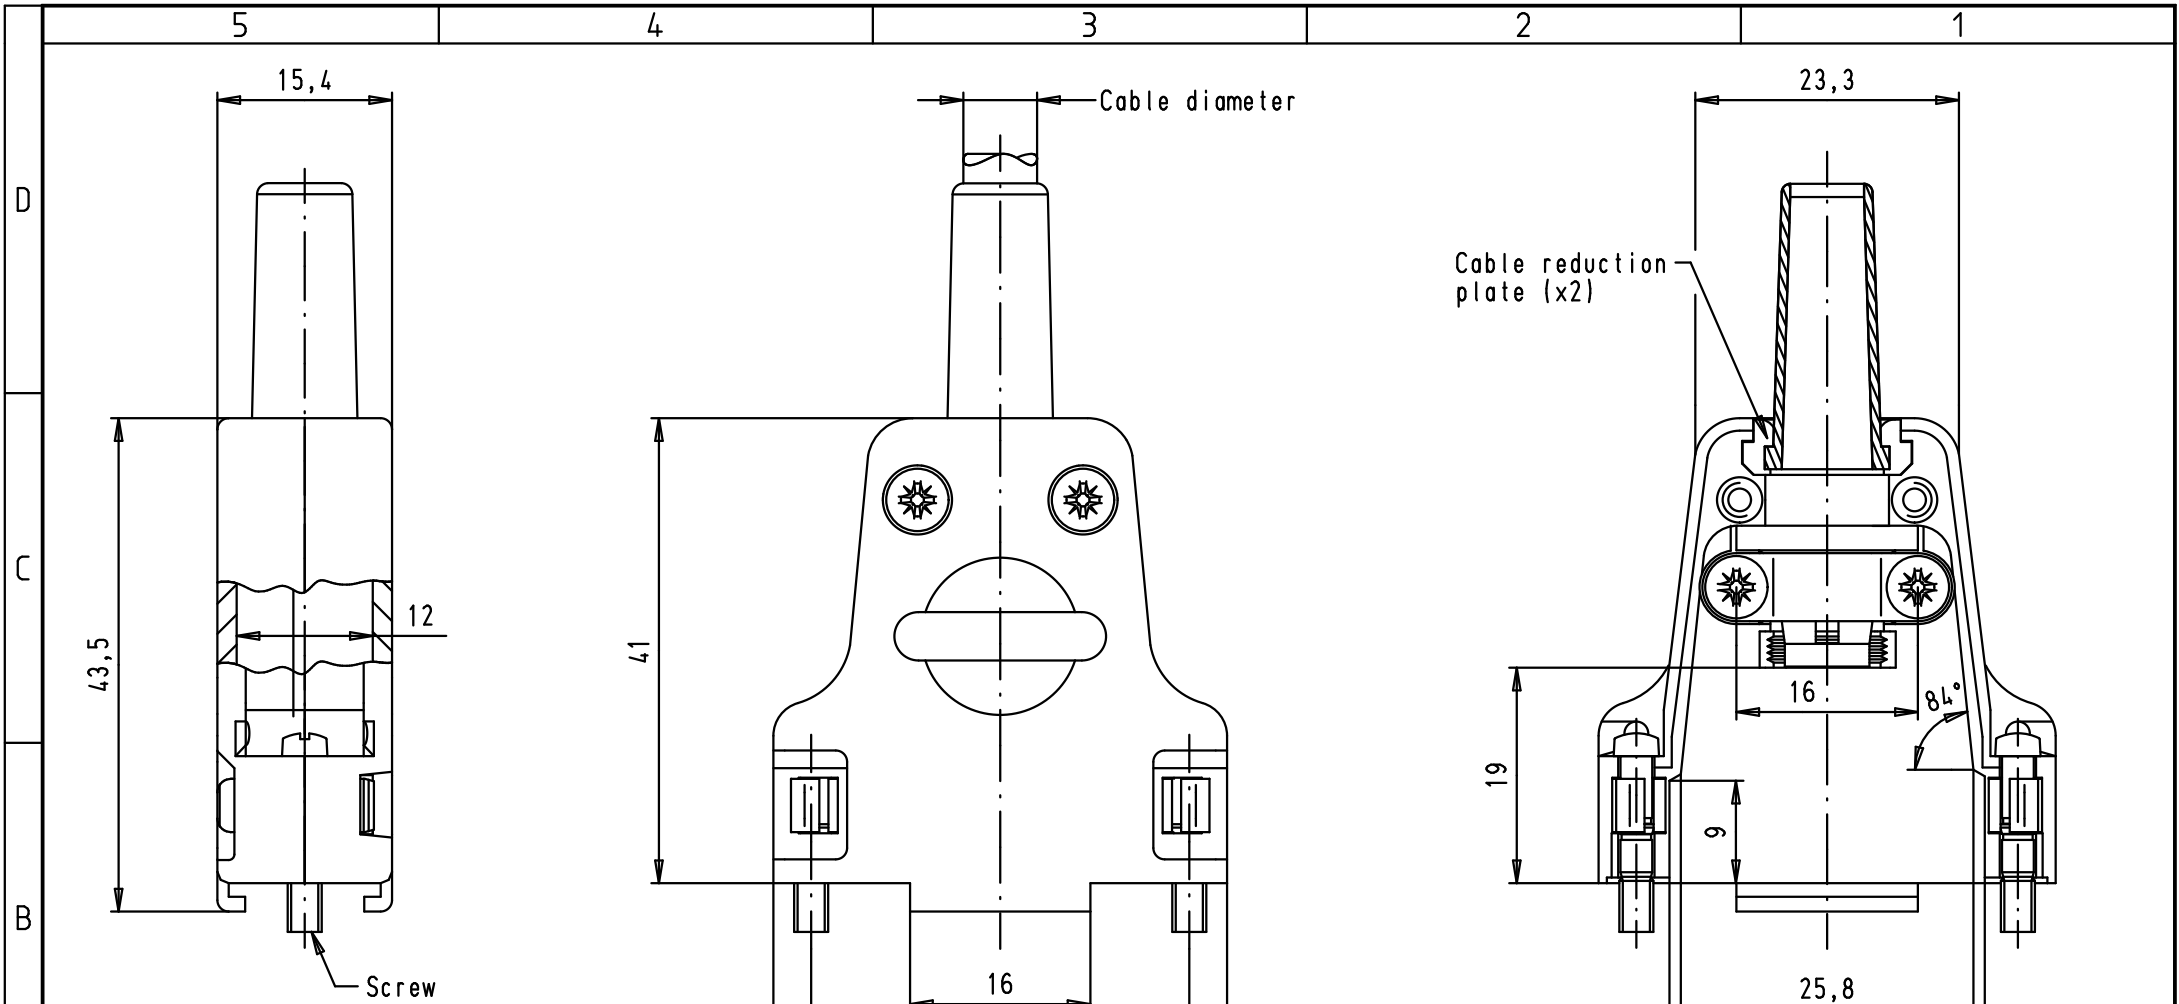 5 4 3 2 1
15,4
Cable diameter
23,3
D
Cable reduction
plate (x2)
C
12
43,5
41
16
84°
19
9
B
Screw
16
25,8